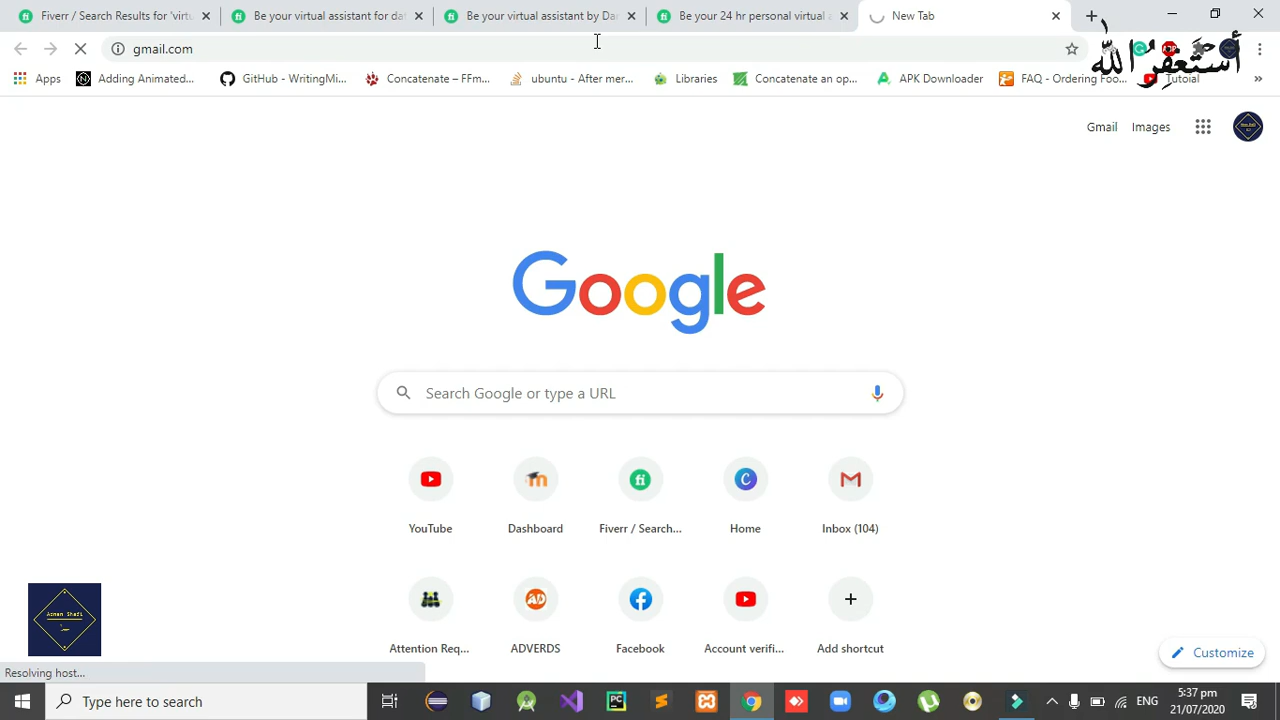 Fiverr / Search Results for 'virtu
Be your virtual assistant for da
Be your virtual assistant by Dar
Be your 24 hr personal virtual a
New Tab
gmail.com
أستغفر الله
Apps
Adding Animated...
GitHub - WritingMi...
Concatenate – FFm...
ubuntu - After mer...
Libraries
Concatenate an op...
APK Downloader
FAQ - Ordering Foo...
Tutoial
Gmail
Images
Google
Search Google or type a URL
YouTube
Dashboard
Fiverr / Search...
Home
Inbox (104)
Attention Req...
ADVERDS
Facebook
Account verifi...
Add shortcut
Customize
Resolving host...
Type here to search
ENG
5:37 pm
21/07/2020